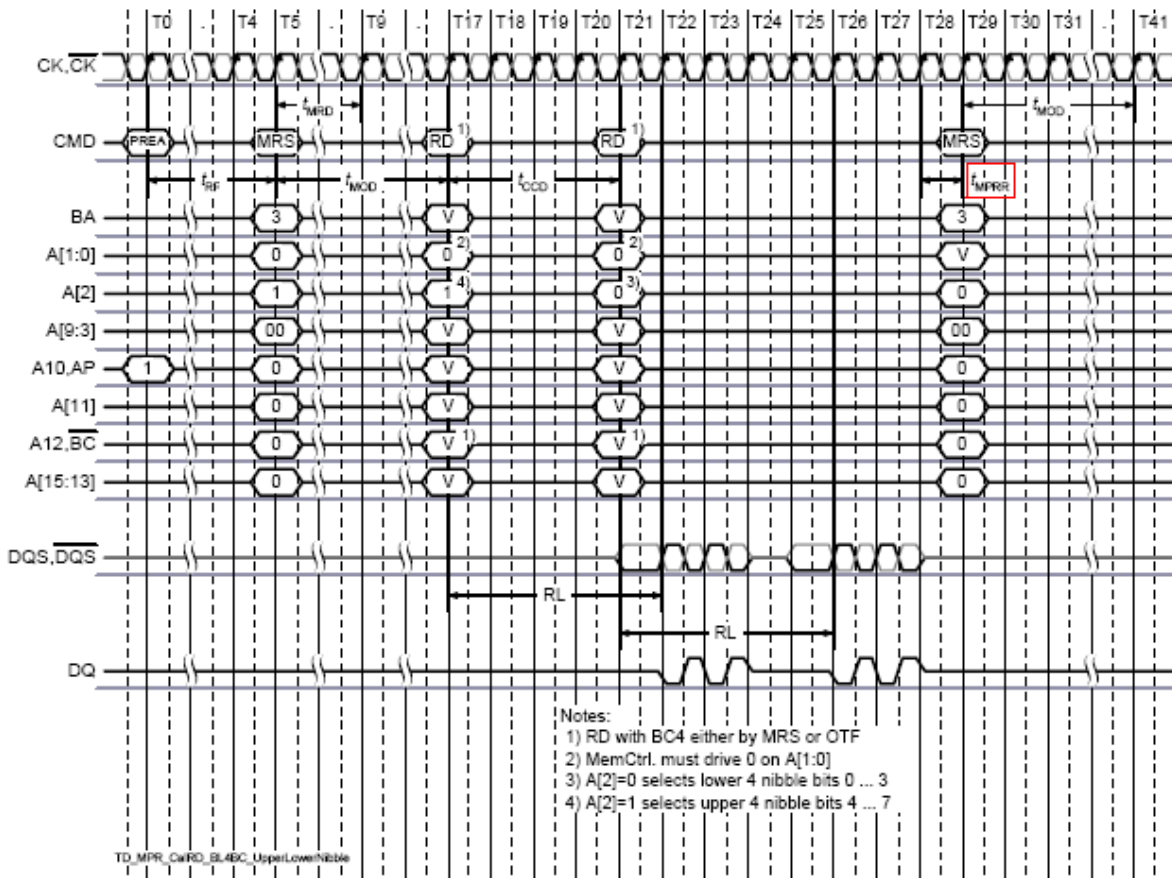 T0 . T4 T5 . T9 . T17 T18 T19 T20 T21 T22 T23 T24 T25 T26 T27 T28 T29 T30 T31 . T41
CK,CK
tMRD tMOD
CMD PREA MRS RD 1) RD 1) MRS
tRF tMOD tCCD tMPRR
BA 3 V V 3
A[1:0] 0 0 2) 0 2) V
A[2] 1 1 4) 0 3) 0
A[9:3] 00 V V 00
A10,AP 1 0 V V 0
A[11] 0 V V 0
A12,BC 0 V 1) V 1) 0
A[15:13] 0 V V 0
DQS,DQS
RL
RL
DQ
Notes:
1) RD with BC4 either by MRS or OTF
2) MemCtrl. must drive 0 on A[1:0]
3) A[2]=0 selects lower 4 nibble bits 0 ... 3
4) A[2]=1 selects upper 4 nibble bits 4 ... 7
TD_MPR_CalRD_BL4BC_UpperLowerNibble